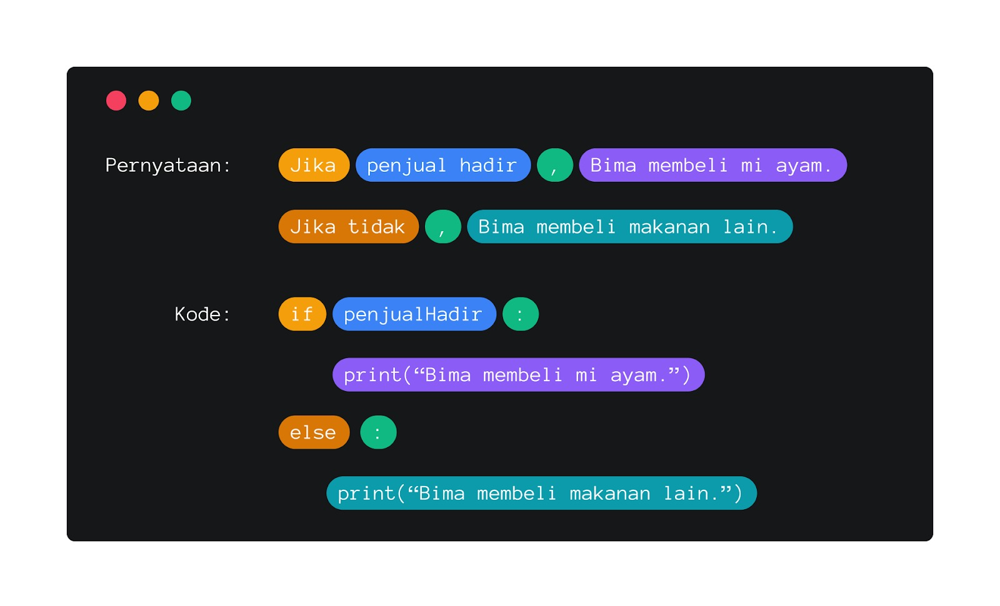 Pernyataan: Jika penjual hadir , Bima membeli mi ayam.
Jika tidak , Bima membeli makanan lain.
Kode: if penjualHadir :
print(“Bima membeli mi ayam.”)
else :
print(“Bima membeli makanan lain.”)